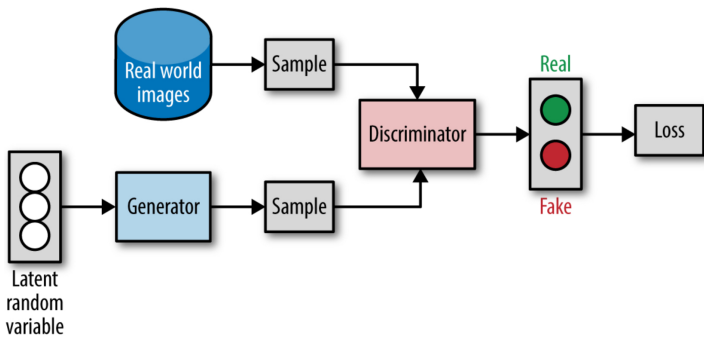 Real world
images
Sample
Real
Discriminator
Loss
Generator
Sample
Fake
Latent
random
variable